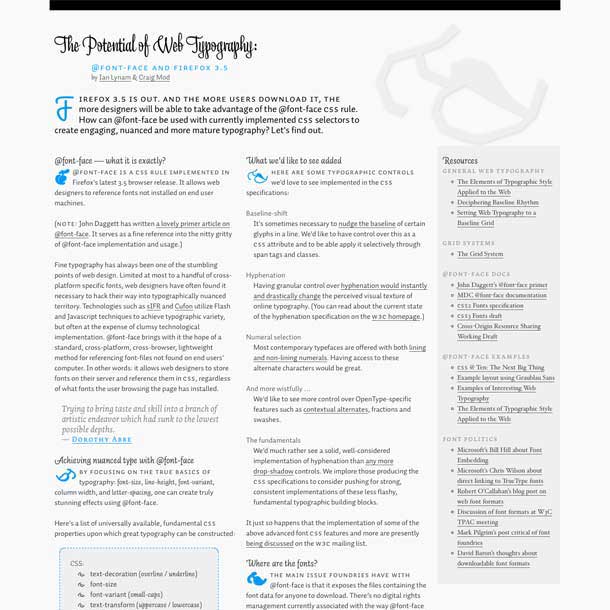 The Potential of Web Typography:
@FONT-FACE AND FIREFOX 3.5
by Ian Lynam & Craig Mod
FIREFOX 3.5 IS OUT. AND THE MORE USERS DOWNLOAD IT, THE
more designers will be able to take advantage of the @font-face CSS rule.
How can @font-face be used with currently implemented CSS selectors to
create engaging, nuanced and more mature typography? Let's find out.
@font-face — what it is exactly?
@FONT-FACE IS A CSS RULE IMPLEMENTED IN
Firefox's latest 3.5 browser release. It allows web
designers to reference fonts not installed on end user
machines.
(NOTE: John Daggett has written a lovely primer article on
@font-face. It serves as a fine reference into the nitty gritty
of @font-face implementation and usage.)
Fine typography has always been one of the stumbling
points of web design. Limited at most to a handful of cross-
platform specific fonts, web designers have often found it
necessary to hack their way into typographically nuanced
territory. Technologies such as sIFR and Cufon utilize Flash
and Javascript techniques to achieve typographic variety,
but often at the expense of clumsy technological
implementation. @font-face brings with it the hope of a
standard, cross-platform, cross-browser, lightweight
method for referencing font-files not found on end users'
computer. In other words: it allows web designers to store
fonts on their server and reference them in CSS, regardless
of what fonts the user browsing the page has installed.
Trying to bring taste and skill into a branch of
artistic endeavor which had sunk to the lowest
possible depths.
— DOROTHY ABBE
Achieving nuanced type with @font-face
BY FOCUSING ON THE TRUE BASICS OF
typography: font-size, line-height, font-variant,
column width, and letter-spacing, one can create truly
stunning effects using @font-face.
Here's a list of universally available, fundamental CSS
properties upon which great typography can be constructed:
CSS:
text-decoration (overline / underline)
font-size
font-variant (small-caps)
text-transform (uppercase / lowercase)
What we'd like to see added
HERE ARE SOME TYPOGRAPHIC CONTROLS
we'd love to see implemented in the CSS
specifications:
Baseline-shift
It's sometimes necessary to nudge the baseline of certain
glyphs in a line. We'd like to have control over this as a
CSS attribute and to be able apply it selectively through
span tags and classes.
Hyphenation
Having granular control over hyphenation would instantly
and drastically change the perceived visual texture of
online typography. (You can read about the current state
of the hyphenation specification on the W3C homepage.)
Numeral selection
Most contemporary typefaces are offered with both lining
and non-lining numerals. Having access to these
alternate characters would be great.
And more wistfully ...
We'd like to see more control over OpenType-specific
features such as contextual alternates, fractions and
swashes.
The fundamentals
We'd much rather see a solid, well-considered
implementation of hyphenation than any more
drop-shadow controls. We implore those producing the
CSS specifications to consider pushing for strong,
consistent implementations of these less flashy,
fundamental typographic building blocks.
It just so happens that the implementation of some of the
above advanced font CSS features and more are presently
being discussed on the W3C mailing list.
Where are the fonts?
THE MAIN ISSUE FOUNDRIES HAVE WITH
@font-face is that it exposes the files containing the
font data for anyone to download. There's no digital rights
management currently associated with the way @font-face
Resources
GENERAL WEB TYPOGRAPHY
The Elements of Typographic Style
Applied to the Web
Deciphering Baseline Rhythm
Setting Web Typography to a
Baseline Grid
GRID SYSTEMS
The Grid System
@FONT-FACE DOCS
John Daggett's @font-face primer
MDC @font-face documentation
CSS2 Fonts specification
CSS3 Fonts draft
Cross-Origin Resource Sharing
Working Draft
@FONT-FACE EXAMPLES
CSS @ Ten: The Next Big Thing
Example layout using Graublau Sans
Examples of Interesting Web
Typography
The Elements of Typographic Style
Applied to the Web
FONT POLITICS
Microsoft's Bill Hill about Font
Embedding
Microsoft's Chris Wilson about
direct linking to TrueType fonts
Robert O'Callahan's blog post on
web font formats
Discussion of font formats at W3C
TPAC meeting
Mark Pilgrim's post critical of font
foundries
David Baron's thoughts about
downloadable font formats